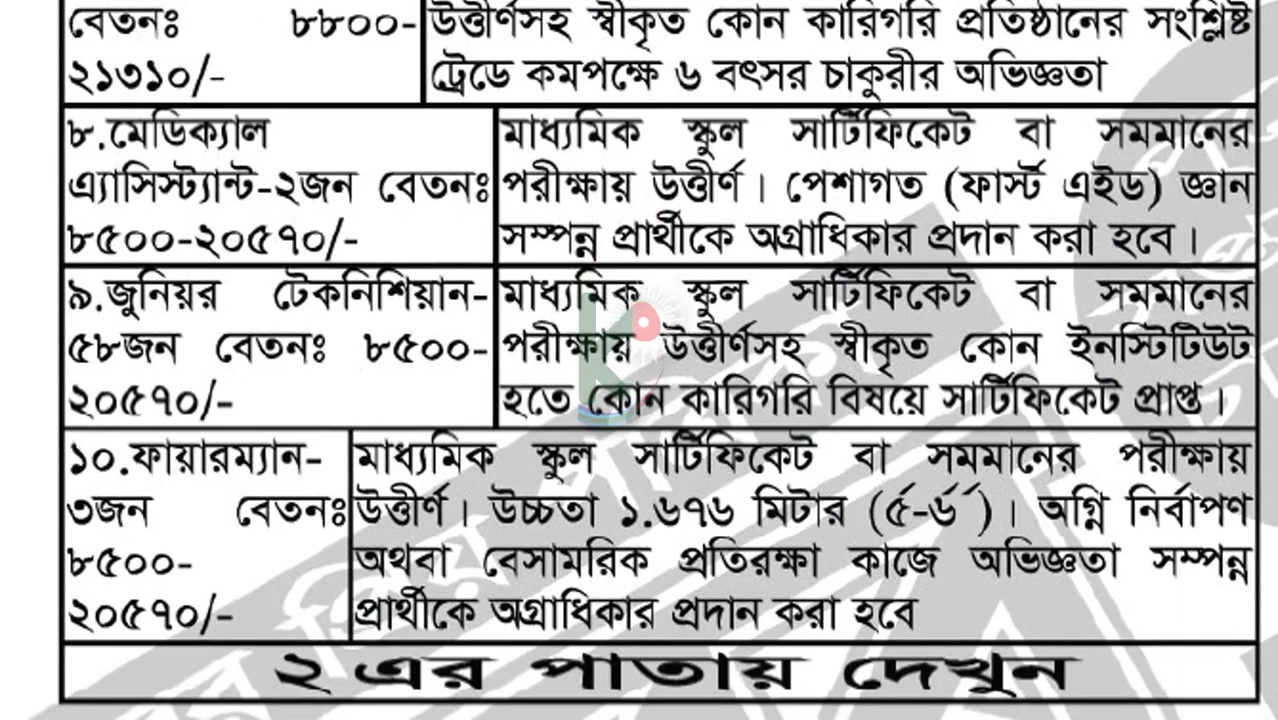 বেতনঃ ৮৮০০-
২১৩১০/-
উত্তীর্ণসহ স্বীকৃত কোন কারিগরি প্রতিষ্ঠানের সংশ্লিষ্ট
ট্রেডে কমপক্ষে ৬ বৎসর চাকুরীর অভিজ্ঞতা
৮.মেডিক্যাল
এ্যাসিস্ট্যান্ট-২জন বেতনঃ
৮৫০০-২০৫৭০/-
মাধ্যমিক স্কুল সার্টিফিকেট বা সমমানের
পরীক্ষায় উত্তীর্ণ। পেশাগত (ফার্স্ট এইড) জ্ঞান
সম্পন্ন প্রার্থীকে অগ্রাধিকার প্রদান করা হবে।
৯.জুনিয়র টেকনিশিয়ান-
৫৮জন বেতনঃ ৮৫০০-
২০৫৭০/-
মাধ্যমিক স্কুল সার্টিফিকেট বা সমমানের
পরীক্ষায় উত্তীর্ণসহ স্বীকৃত কোন ইনস্টিটিউট
হতে কোন কারিগরি বিষয়ে সার্টিফিকেট প্রাপ্ত।
১০.ফায়ারম্যান-
৩জন বেতনঃ
৮৫০০-
২০৫৭০/-
মাধ্যমিক স্কুল সার্টিফিকেট বা সমমানের পরীক্ষায়
উত্তীর্ণ। উচ্চতা ১.৬৭৬ মিটার (৫́-৬́ ́)। অগ্নি নির্বাপণ
অথবা বেসামরিক প্রতিরক্ষা কাজে অভিজ্ঞতা সম্পন্ন
প্রার্থীকে অগ্রাধিকার প্রদান করা হবে
২ এর পাতায় দেখুন